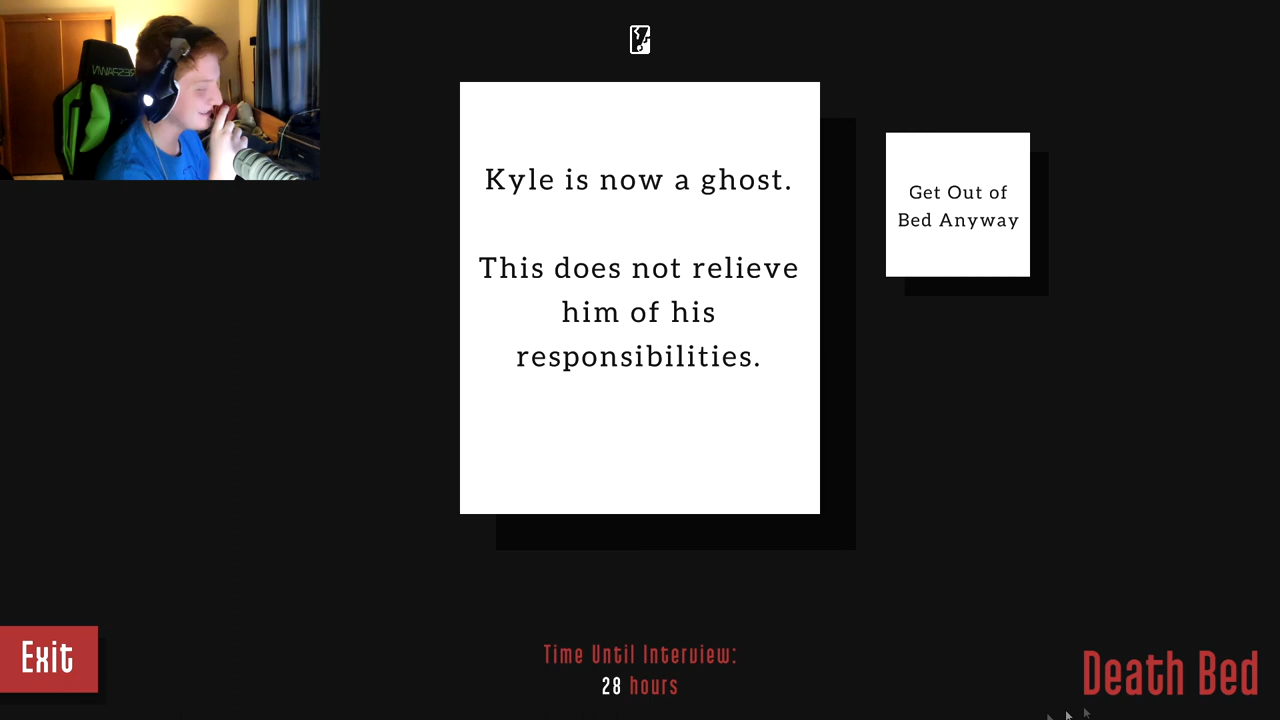 Kyle is now a ghost.
This does not relieve
him of his
responsibilities.
Get Out of
Bed Anyway
Exit
Time Until Interview:
28 hours
Death Bed